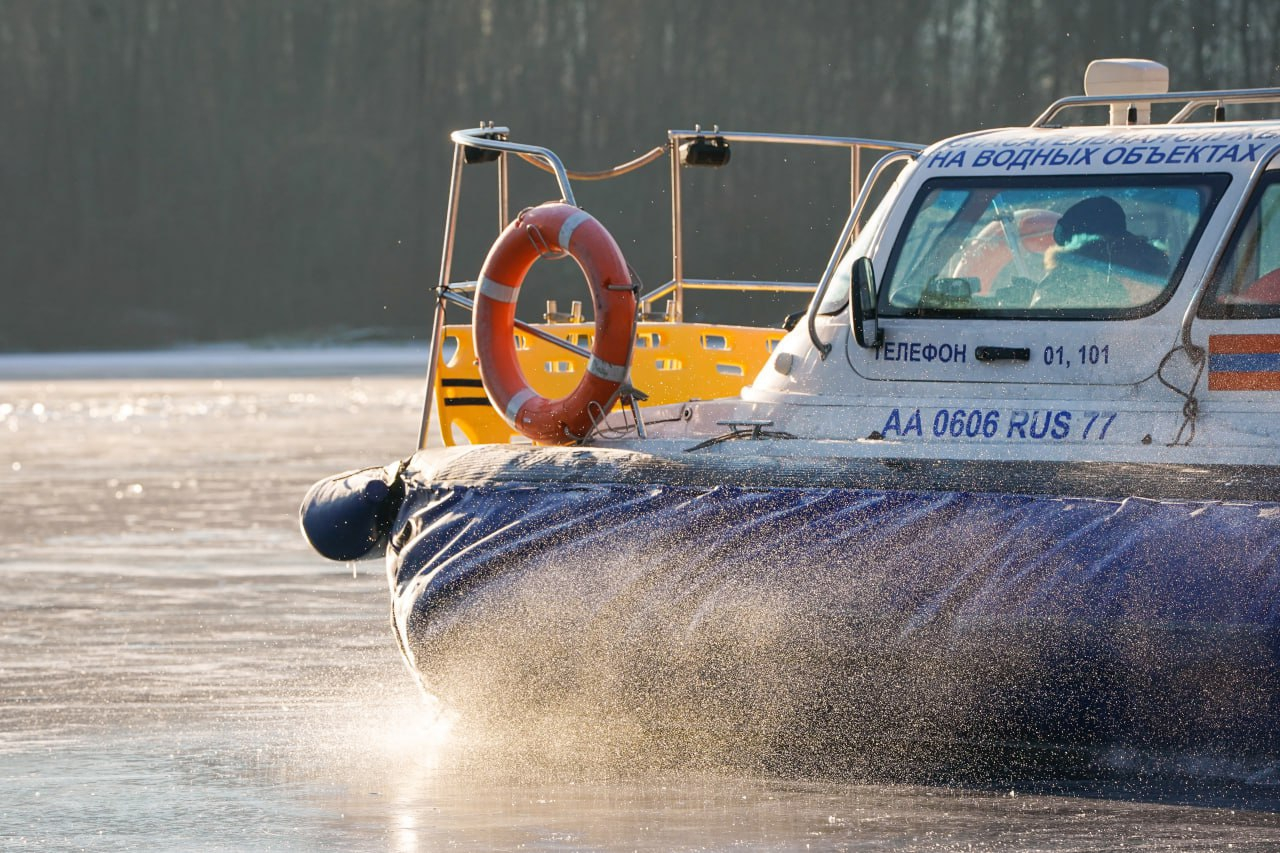 НА ВОДНЫХ ОБЪЕКТАХ
ТЕЛЕФОН 01, 101
АА 0606 RUS 77